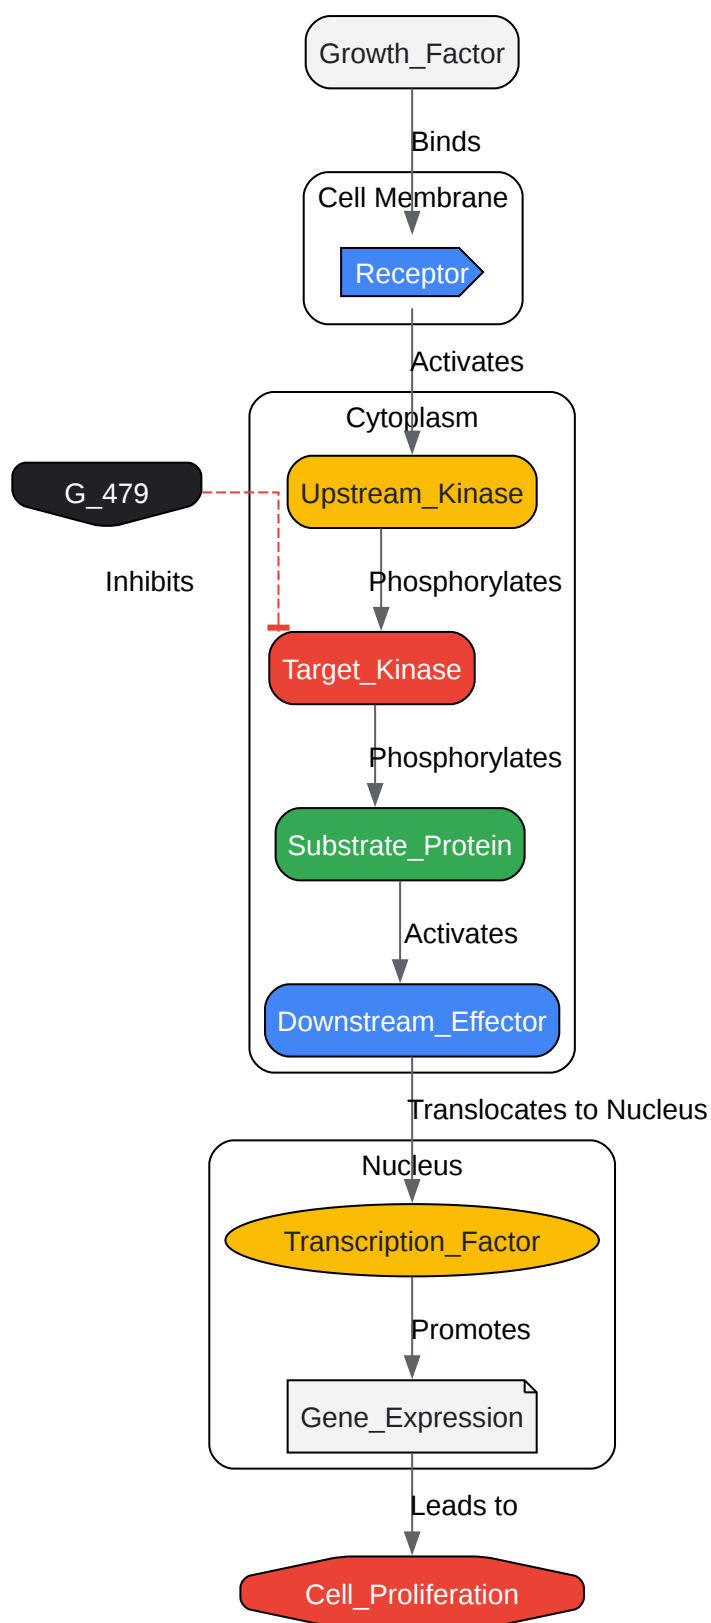 Growth_Factor
Binds
Cell Membrane
Receptor
Activates
Cytoplasm
G_479
Upstream_Kinase
Inhibits
Phosphorylates
Target_Kinase
Phosphorylates
Substrate_Protein
Activates
Downstream_Effector
Translocates to Nucleus
Nucleus
Transcription_Factor
Promotes
Gene_Expression
Leads to
Cell_Proliferation